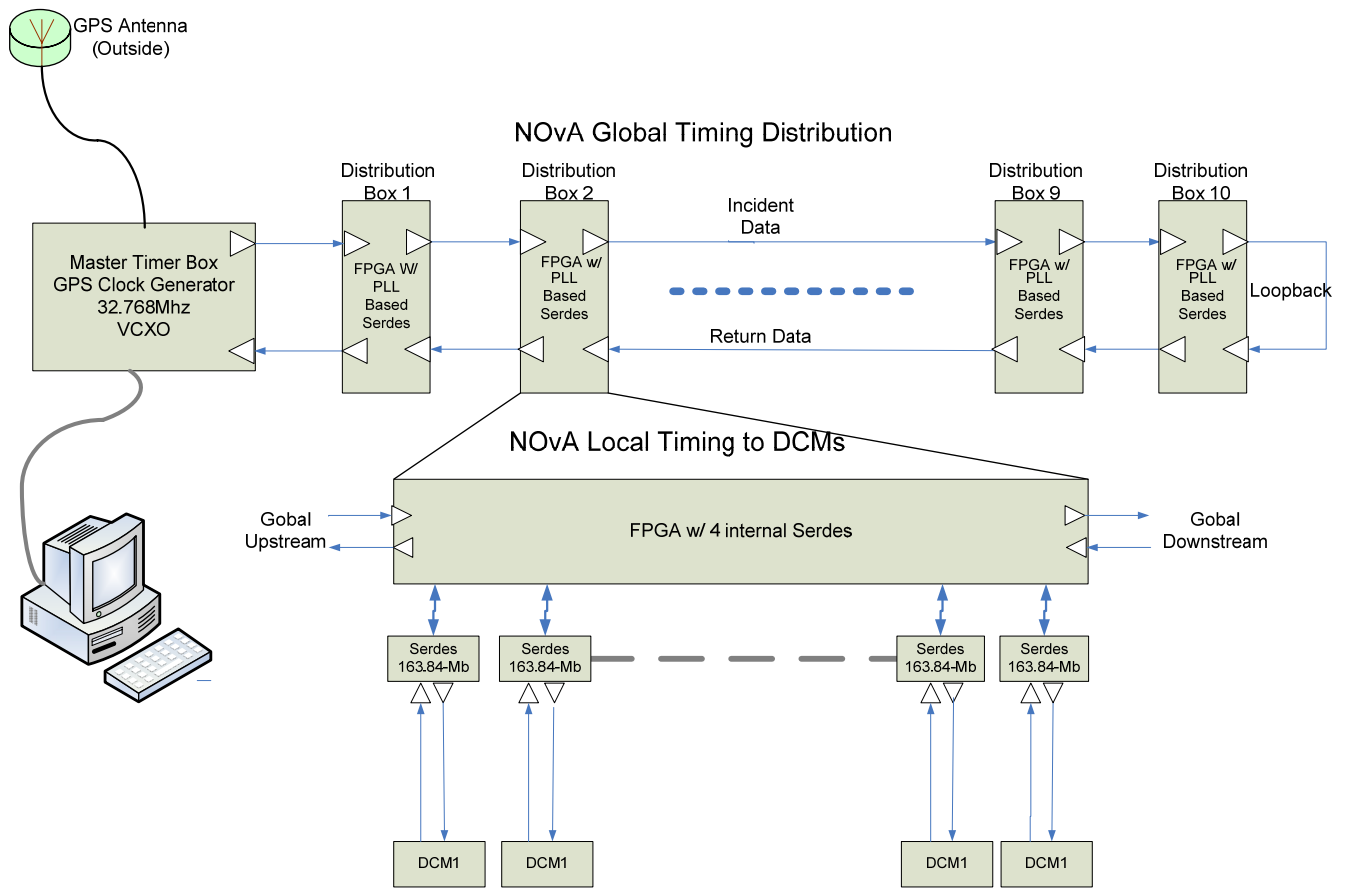 GPS Antenna
(Outside)
NOvA Global Timing Distribution
Distribution
Box 1
Distribution
Box 2
Distribution
Box 9
Distribution
Box 10
Master Timer Box
GPS Clock Generator
32.768Mhz
VCXO
FPGA W/
PLL
Based
Serdes
FPGA w/
PLL
Based
Serdes
Incident
Data
Return Data
FPGA w/
PLL
Based
Serdes
FPGA w/
PLL
Based
Serdes
Loopback
NOvA Local Timing to DCMs
Gobal
Upstream
FPGA w/ 4 internal Serdes
Gobal
Downstream
Serdes
163.84-Mb
Serdes
163.84-Mb
Serdes
163.84-Mb
Serdes
163.84-Mb
DCM1
DCM1
DCM1
DCM1